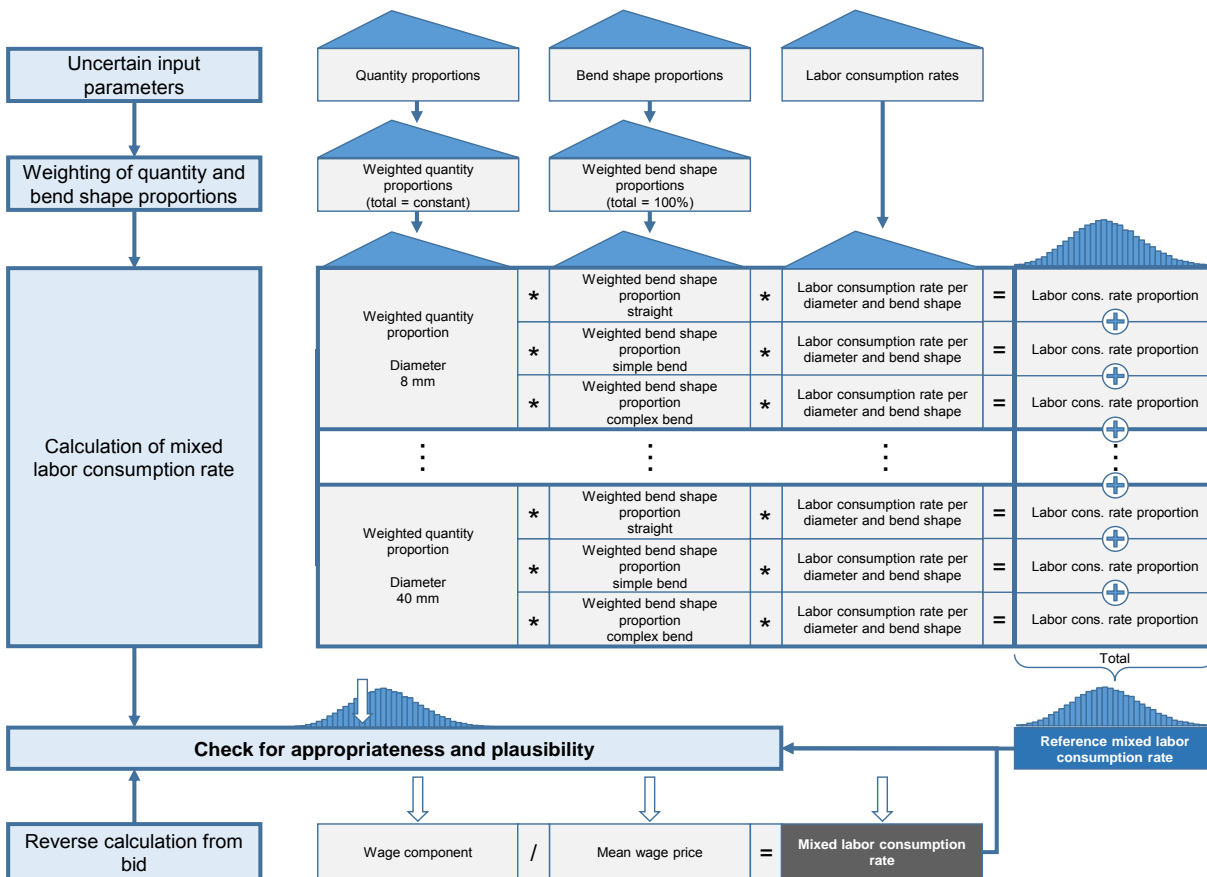 Uncertain input
parameters
Quantity proportions
Bend shape proportions
Labor consumption rates
Weighting of quantity and
bend shape proportions
Weighted quantity
proportions
(total = constant)
Weighted bend shape
proportions
(total = 100%)
Calculation of mixed
labor consumption rate
Weighted quantity
proportion
Diameter
8 mm
*
Weighted bend shape
proportion
straight
*
Labor consumption rate per
diameter and bend shape
=
Labor cons. rate proportion
+
*
Weighted bend shape
proportion
simple bend
*
Labor consumption rate per
diameter and bend shape
=
Labor cons. rate proportion
+
*
Weighted bend shape
proportion
complex bend
*
Labor consumption rate per
diameter and bend shape
=
Labor cons. rate proportion
+
⋮
⋮
⋮
⋮
+
Weighted quantity
proportion
Diameter
40 mm
*
Weighted bend shape
proportion
straight
*
Labor consumption rate per
diameter and bend shape
=
Labor cons. rate proportion
+
*
Weighted bend shape
proportion
simple bend
*
Labor consumption rate per
diameter and bend shape
=
Labor cons. rate proportion
+
*
Weighted bend shape
proportion
complex bend
*
Labor consumption rate per
diameter and bend shape
=
Labor cons. rate proportion
Total
Check for appropriateness and plausibility
Reference mixed labor
consumption rate
Reverse calculation from
bid
Wage component
/
Mean wage price
=
Mixed labor consumption
rate